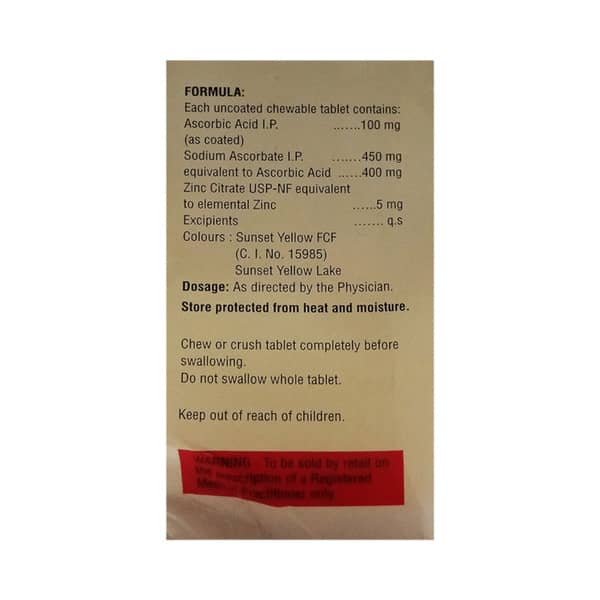 FORMULA:
Each uncoated chewable tablet contains:
Ascorbic Acid I.P. .......100 mg
(as coated)
Sodium Ascorbate I.P. .......450 mg
equivalent to Ascorbic Acid ......400 mg
Zinc Citrate USP-NF equivalent
to elemental Zinc ......5 mg
Excipients ....... q.s
Colours : Sunset Yellow FCF
(C. I. No. 15985)
Sunset Yellow Lake
Dosage: As directed by the Physician.
Store protected from heat and moisture.
Chew or crush tablet completely before
swallowing.
Do not swallow whole tablet.
Keep out of reach of children.
WARNING - To be sold by retail on
the prescription of a Registered
Medical Practitioner only